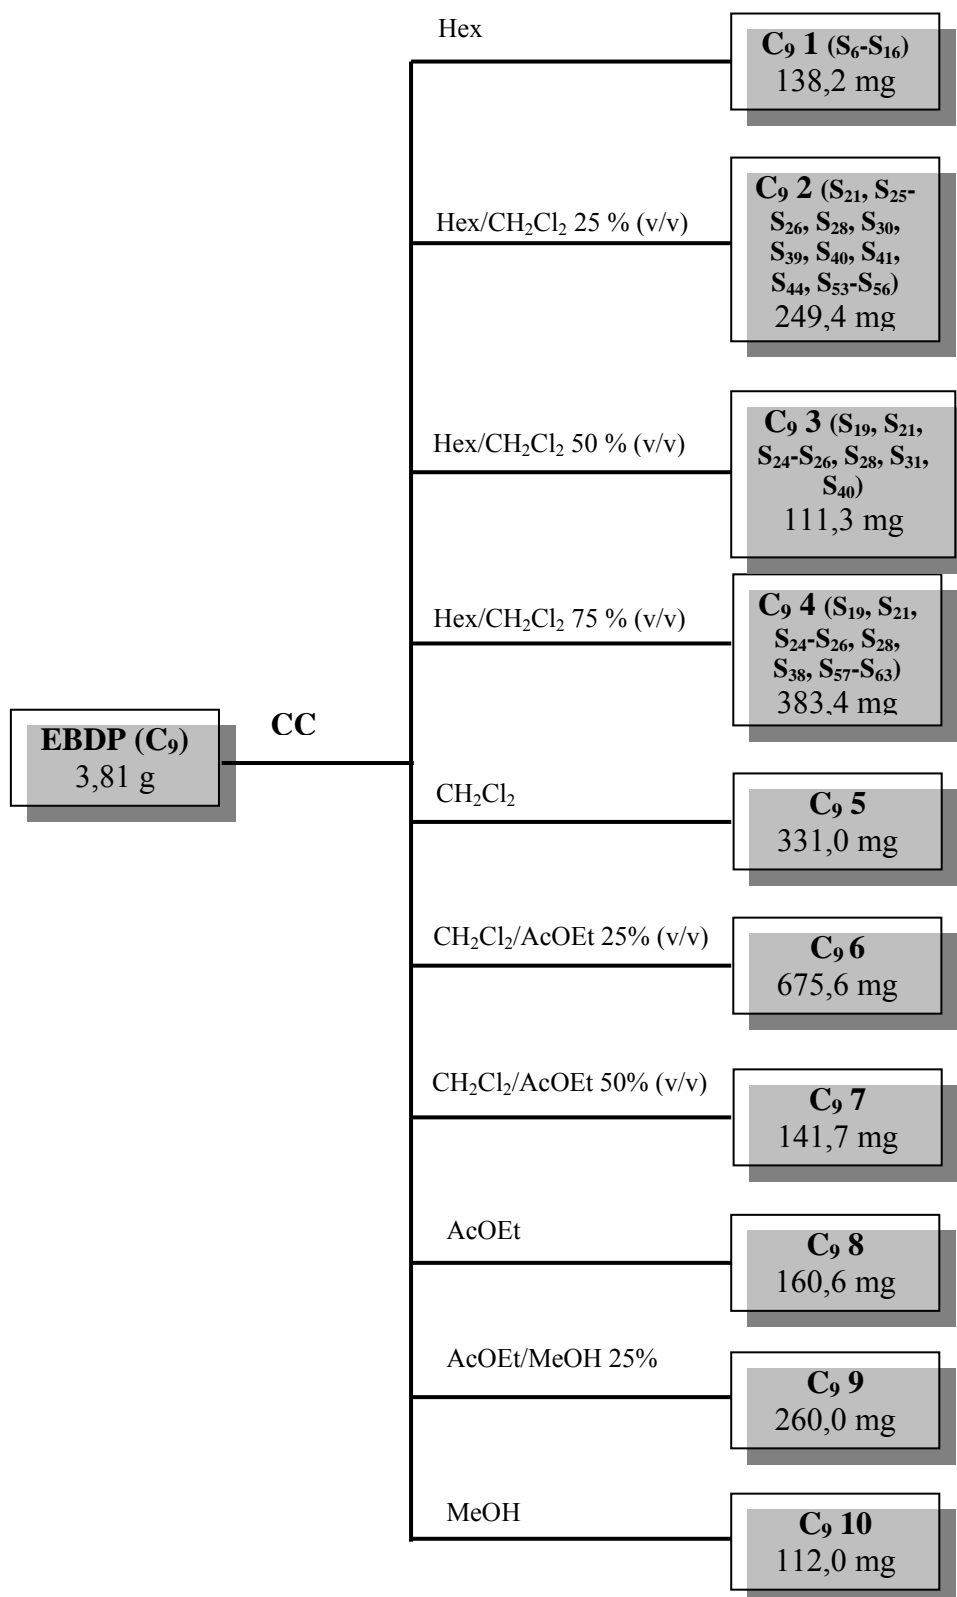 Hex
C₉ 1 (S₆-S₁₆)
138,2 mg
Hex/CH₂Cl₂ 25 % (v/v)
C₉ 2 (S₂₁, S₂₅-
S₂₆, S₂₈, S₃₀,
S₃₉, S₄₀, S₄₁,
S₄₄, S₅₃-S₅₆)
249,4 mg
Hex/CH₂Cl₂ 50 % (v/v)
C₉ 3 (S₁₉, S₂₁,
S₂₄-S₂₆, S₂₈, S₃₁,
S₄₀)
111,3 mg
Hex/CH₂Cl₂ 75 % (v/v)
C₉ 4 (S₁₉, S₂₁,
S₂₄-S₂₆, S₂₈,
S₃₈, S₅₇-S₆₃)
383,4 mg
EBDP (C₉)
3,81 g
CC
CH₂Cl₂
C₉ 5
331,0 mg
CH₂Cl₂/AcOEt 25% (v/v)
C₉ 6
675,6 mg
CH₂Cl₂/AcOEt 50% (v/v)
C₉ 7
141,7 mg
AcOEt
C₉ 8
160,6 mg
AcOEt/MeOH 25%
C₉ 9
260,0 mg
MeOH
C₉ 10
112,0 mg